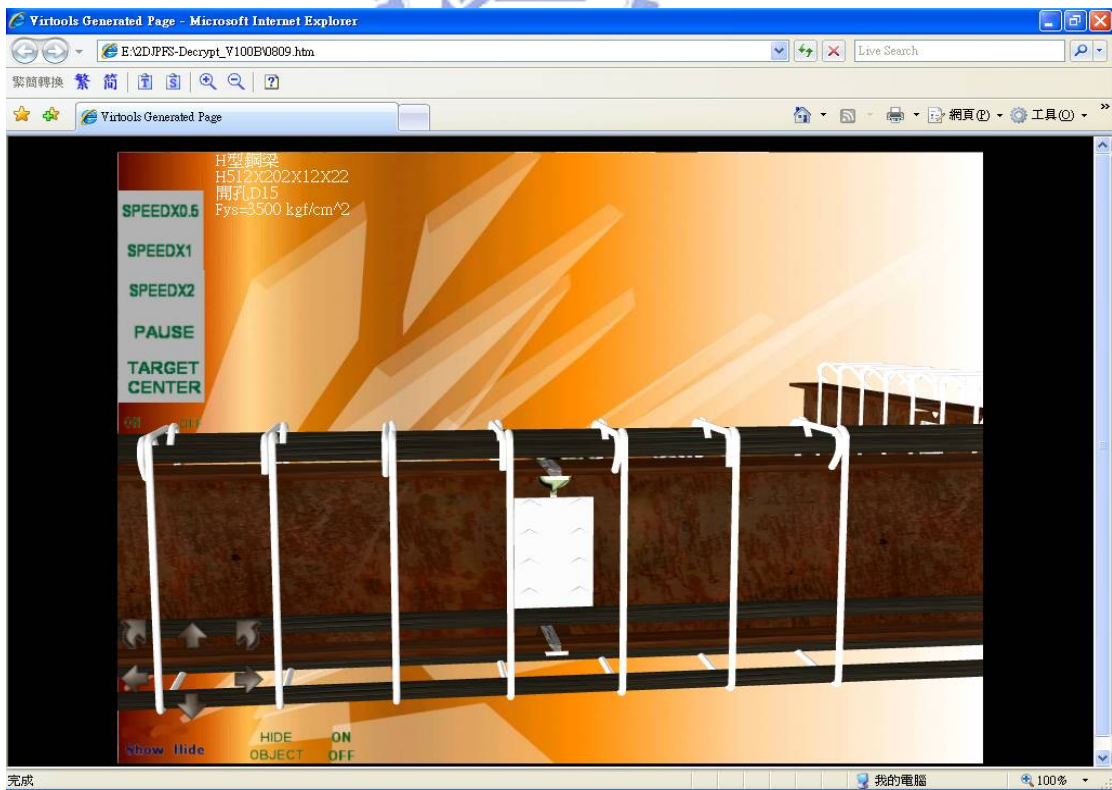 Virtools Generated Page - Microsoft Internet Explorer
E:\2DJPFS-Decrypt_V100B\0809.htm
Live Search
繁簡轉換 繁 简 T S ?
Virtools Generated Page
網頁(P) 工具(O) »
H型鋼梁
H512X202X12X22
開孔D15
Fys=3500 kgf/cm^2
SPEEDX0.5
SPEEDX1
SPEEDX2
PAUSE
TARGET
CENTER
ON OFF
HIDE ON
Show Hide
OBJECT OFF
完成 我的電腦 100%